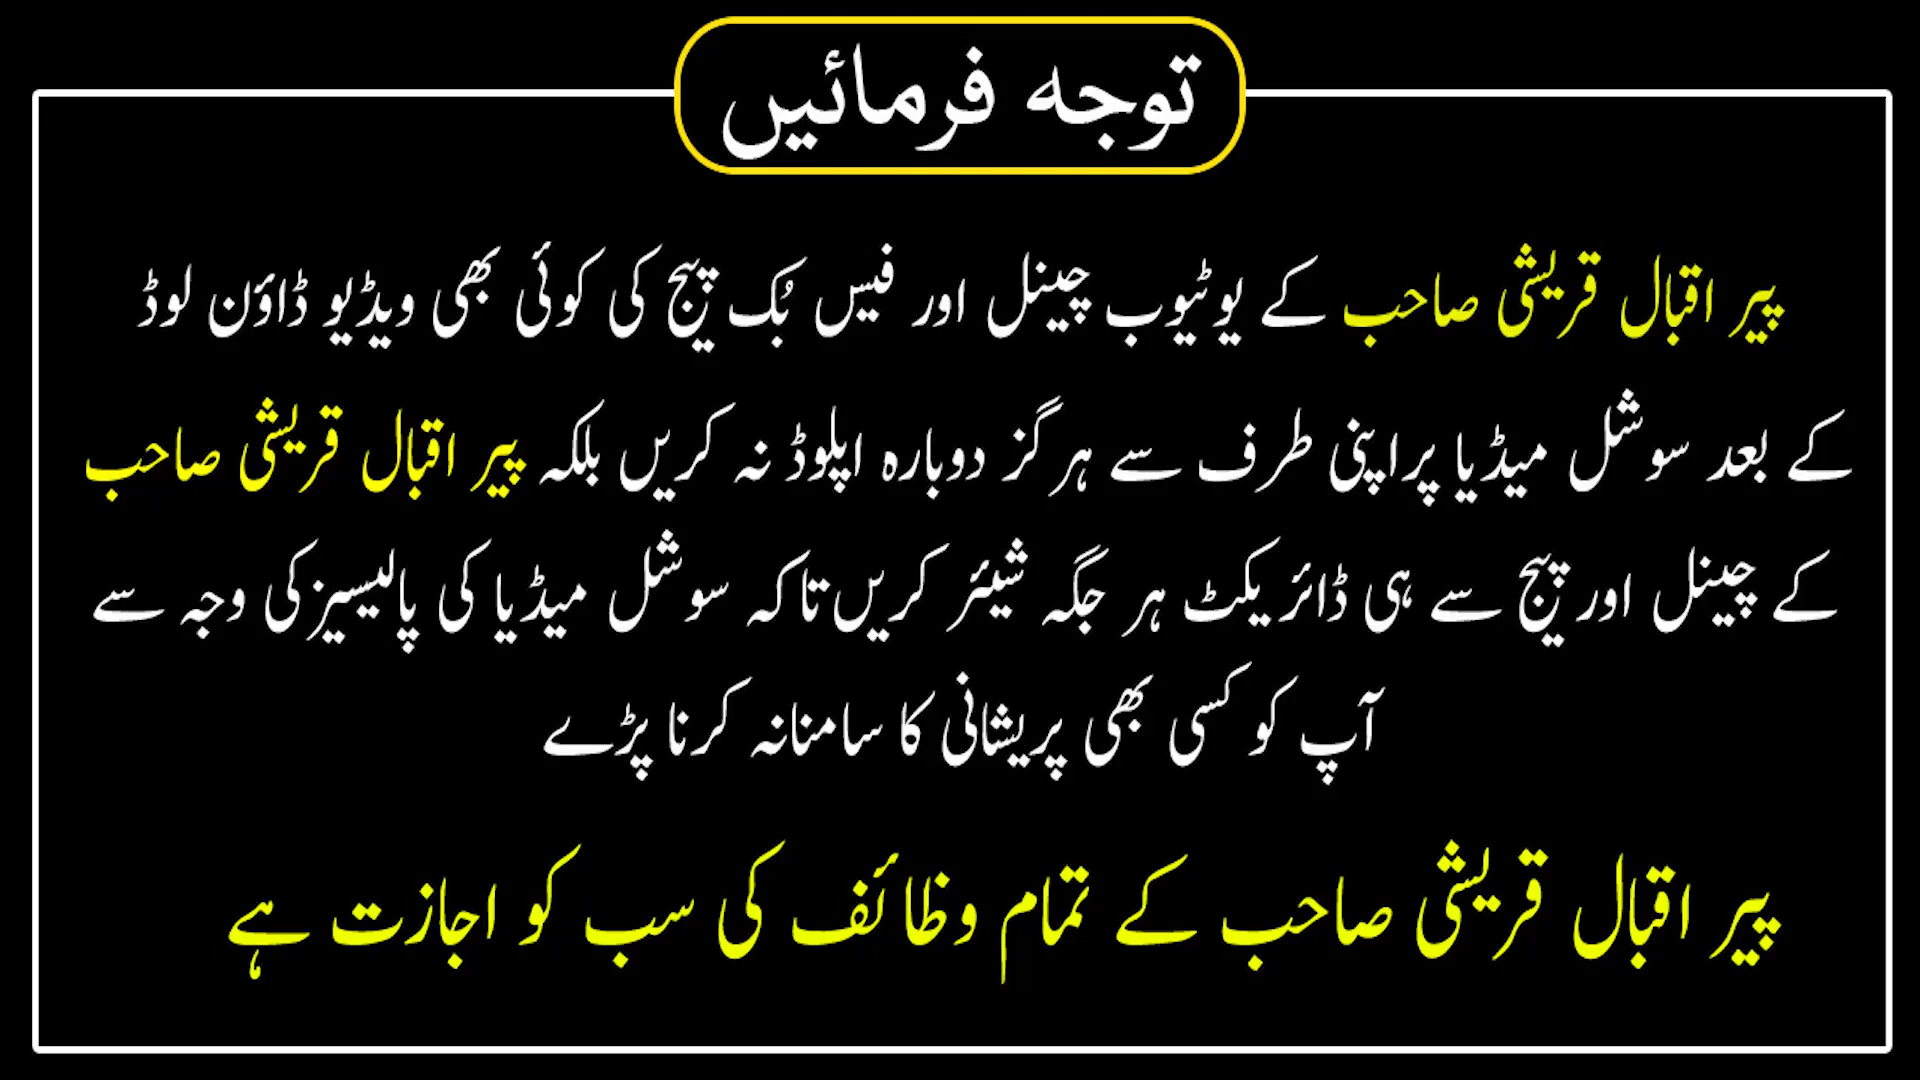 توجہ فرمائیں
پیر اقبال قریشی صاحب کے یوٹیوب چینل اور فیس بُک پیج کی کوئی بھی ویڈیو ڈاؤن لوڈ
کے بعد سوشل میڈیا پر اپنی طرف سے ہرگز دوبارہ اپلوڈ نہ کریں بلکہ پیر اقبال قریشی صاحب
کے چینل اور پیج سے ہی ڈائریکٹ ہر جگہ شیئر کریں تاکہ سوشل میڈیا کی پالیسیز کی وجہ سے
آپ کو کسی بھی پریشانی کا سامنانہ کرنا پڑے
پیر اقبال قریشی صاحب کے تمام وظائف کی سب کو اجازت ہے